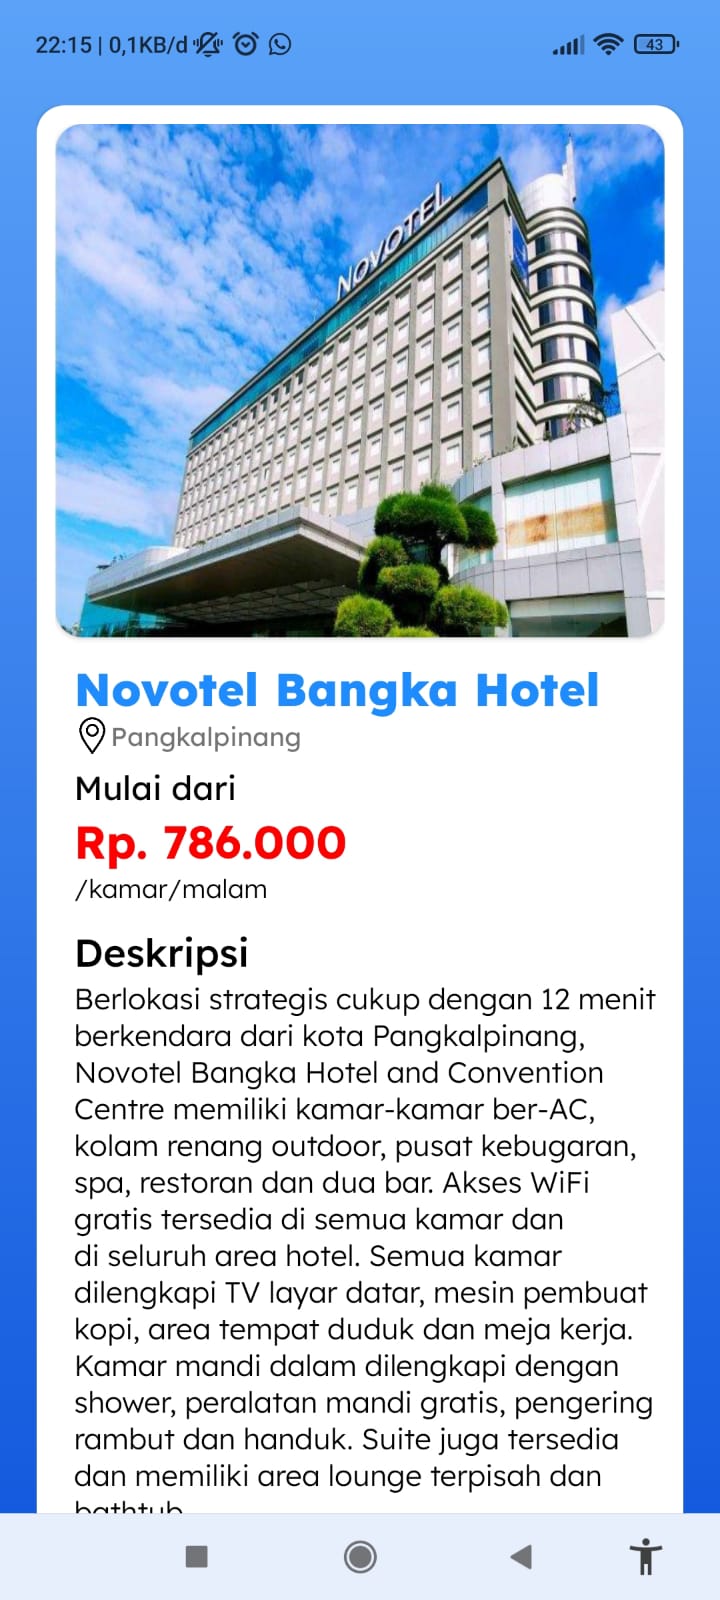 22:15 | 0,1KB/d
43
NOVOTEL
Novotel Bangka Hotel
Pangkalpinang
Mulai dari
Rp. 786.000
/kamar/malam
Deskripsi
Berlokasi strategis cukup dengan 12 menit
berkendara dari kota Pangkalpinang,
Novotel Bangka Hotel and Convention
Centre memiliki kamar-kamar ber-AC,
kolam renang outdoor, pusat kebugaran,
spa, restoran dan dua bar. Akses WiFi
gratis tersedia di semua kamar dan
di seluruh area hotel. Semua kamar
dilengkapi TV layar datar, mesin pembuat
kopi, area tempat duduk dan meja kerja.
Kamar mandi dalam dilengkapi dengan
shower, peralatan mandi gratis, pengering
rambut dan handuk. Suite juga tersedia
dan memiliki area lounge terpisah dan
bathtub